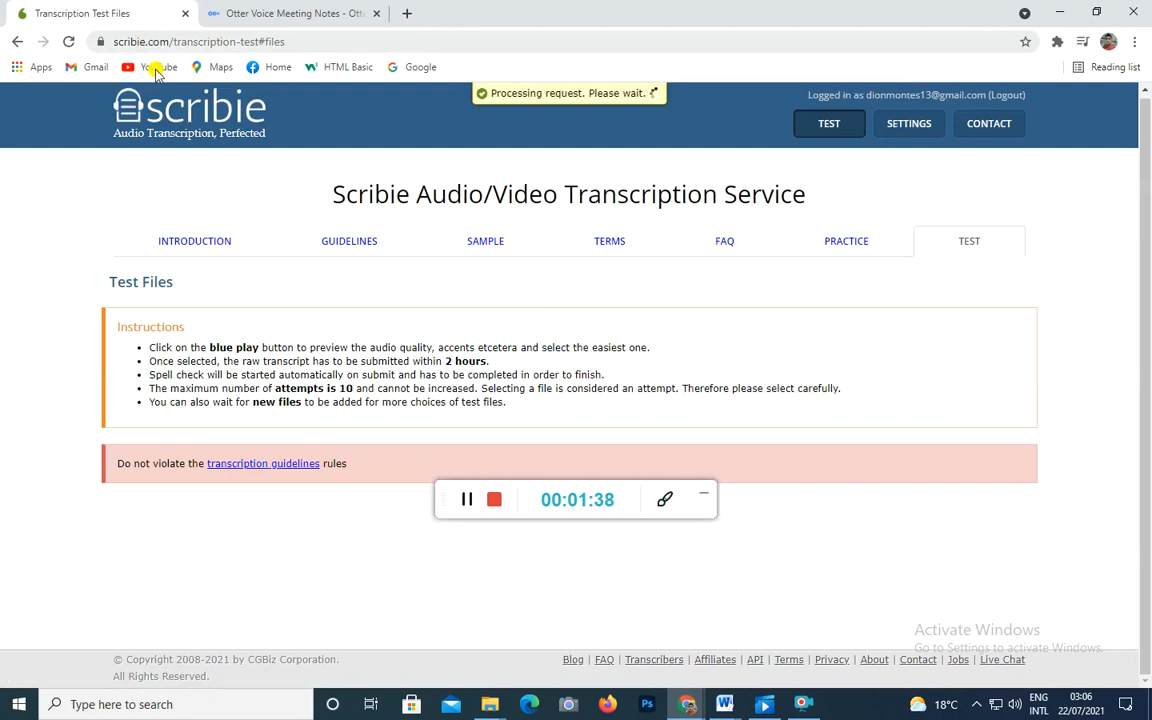 Transcription Test Files
Otter Voice Meeting Notes - Ott
scribie.com/transcription-test#files
Apps
Gmail
YouTube
Maps
Home
HTML Basic
Google
Reading list
Processing request. Please wait.
scribie
Audio Transcription, Perfected
Logged in as dionmontes13@gmail.com (Logout)
TEST
SETTINGS
CONTACT
Scribie Audio/Video Transcription Service
INTRODUCTION
GUIDELINES
SAMPLE
TERMS
FAQ
PRACTICE
TEST
Test Files
Instructions
• Click on the blue play button to preview the audio quality, accents etcetera and select the easiest one.
• Once selected, the raw transcript has to be submitted within 2 hours.
• Spell check will be started automatically on submit and has to be completed in order to finish.
• The maximum number of attempts is 10 and cannot be increased. Selecting a file is considered an attempt. Therefore please select carefully.
• You can also wait for new files to be added for more choices of test files.
Do not violate the transcription guidelines rules
00:01:38
Activate Windows
Go to Settings to activate Windows.
© Copyright 2008-2021 by CGBiz Corporation.
All Rights Reserved.
Blog | FAQ | Transcribers | Affiliates | API | Terms | Privacy | About | Contact | Jobs | Live Chat
Type here to search
18°C
ENG
INTL
03:06
22/07/2021